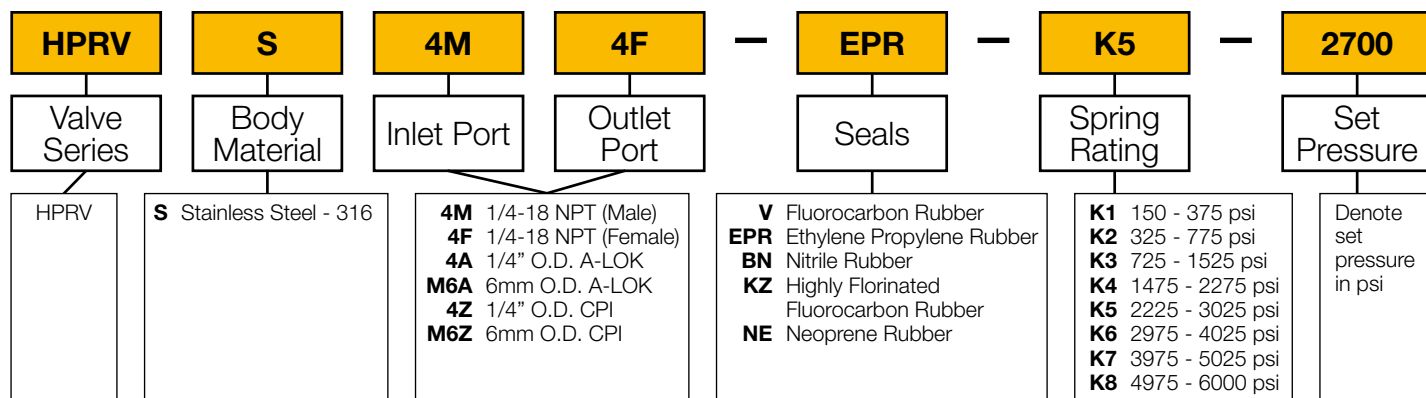 HPRV S 4M 4F – EPR – K5 – 2700
Valve Series
Body Material
Inlet Port
Outlet Port
Seals
Spring Rating
Set Pressure
HPRV
S Stainless Steel - 316
4M 1/4-18 NPT (Male)
4F 1/4-18 NPT (Female)
4A 1/4” O.D. A-LOK
M6A 6mm O.D. A-LOK
4Z 1/4” O.D. CPI
M6Z 6mm O.D. CPI
V Fluorocarbon Rubber
EPR Ethylene Propylene Rubber
BN Nitrile Rubber
KZ Highly Florinated
Fluorocarbon Rubber
NE Neoprene Rubber
K1 150 - 375 psi
K2 325 - 775 psi
K3 725 - 1525 psi
K4 1475 - 2275 psi
K5 2225 - 3025 psi
K6 2975 - 4025 psi
K7 3975 - 5025 psi
K8 4975 - 6000 psi
Denote
set
pressure
in psi